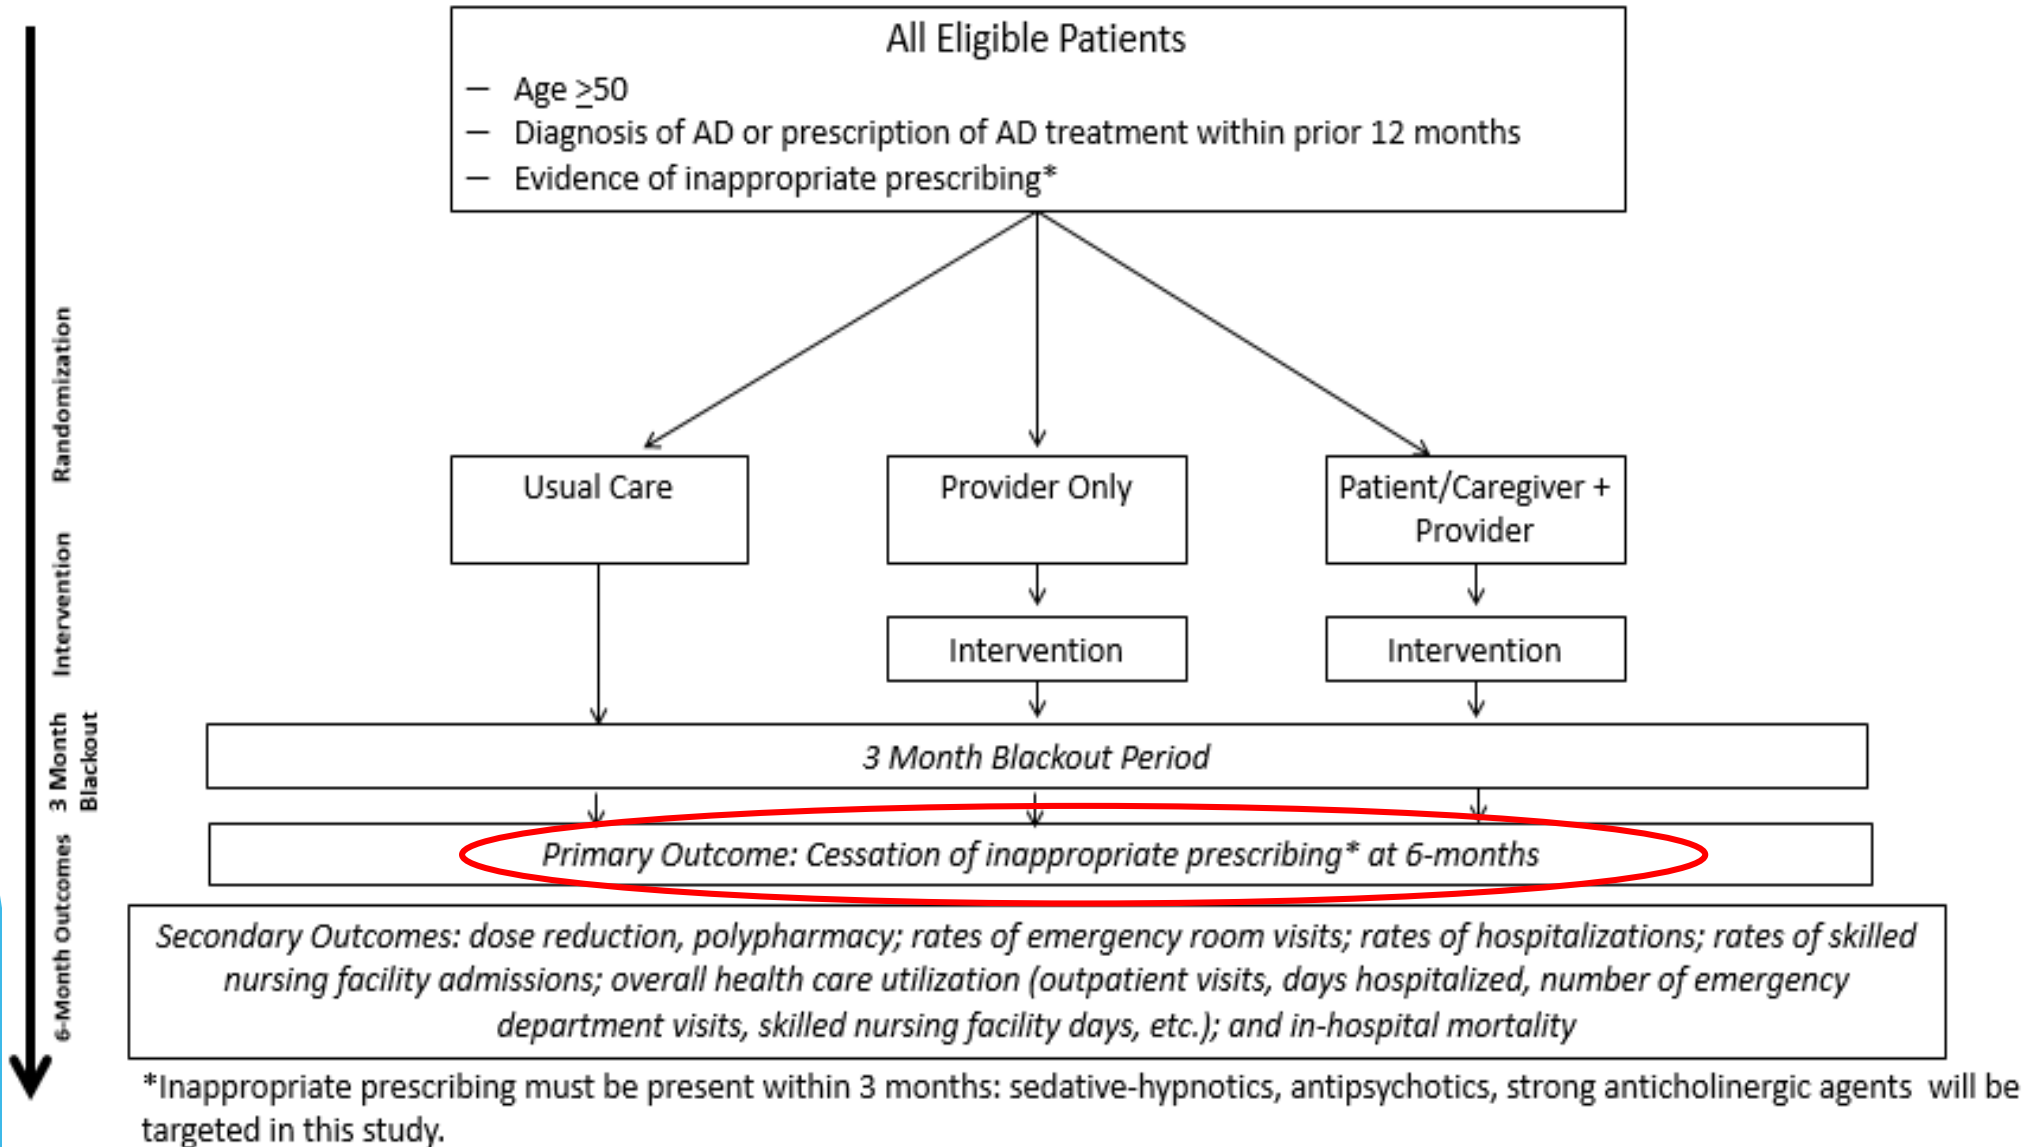 All Eligible Patients
— Age ≥50
— Diagnosis of AD or prescription of AD treatment within prior 12 months
— Evidence of inappropriate prescribing*
Randomization
Usual Care
Provider Only
Patient/Caregiver +
Provider
Intervention
Intervention
Intervention
3 Month
Blackout
3 Month Blackout Period
6-Month Outcomes
Primary Outcome: Cessation of inappropriate prescribing* at 6-months
Secondary Outcomes: dose reduction, polypharmacy; rates of emergency room visits; rates of hospitalizations; rates of skilled
nursing facility admissions; overall health care utilization (outpatient visits, days hospitalized, number of emergency
department visits, skilled nursing facility days, etc.); and in-hospital mortality
*Inappropriate prescribing must be present within 3 months: sedative-hypnotics, antipsychotics, strong anticholinergic agents will be
targeted in this study.